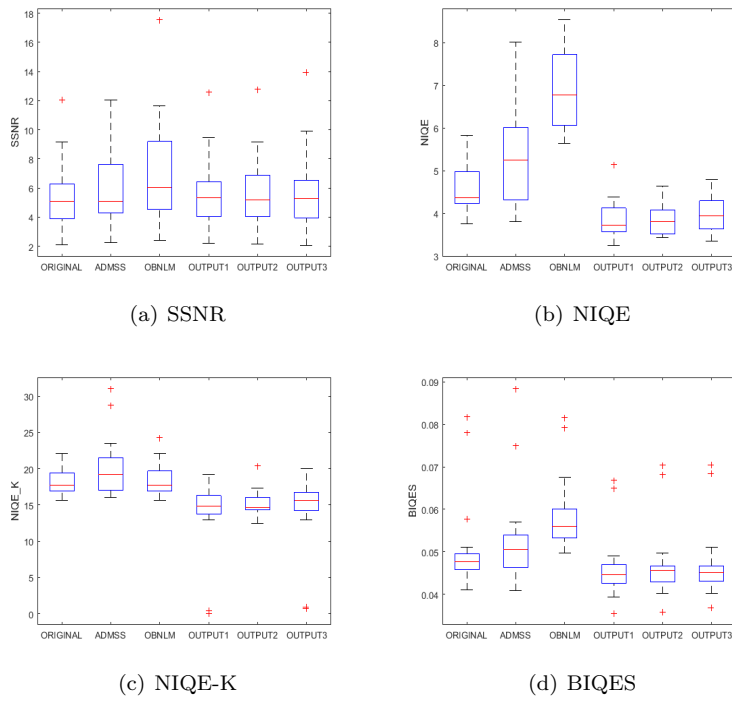 18
16
14
12
10
8
6
4
2
SSNR
ORIGINAL ADMSS OBNLM OUTPUT1 OUTPUT2 OUTPUT3
(a) SSNR
8
7
6
5
4
3
NIQE
ORIGINAL ADMSS OBNLM OUTPUT1 OUTPUT2 OUTPUT3
(b) NIQE
30
25
20
15
10
5
0
NIQE_K
ORIGINAL ADMSS OBNLM OUTPUT1 OUTPUT2 OUTPUT3
(c) NIQE-K
0.09
0.08
0.07
0.06
0.05
0.04
BIQES
ORIGINAL ADMSS OBNLM OUTPUT1 OUTPUT2 OUTPUT3
(d) BIQES